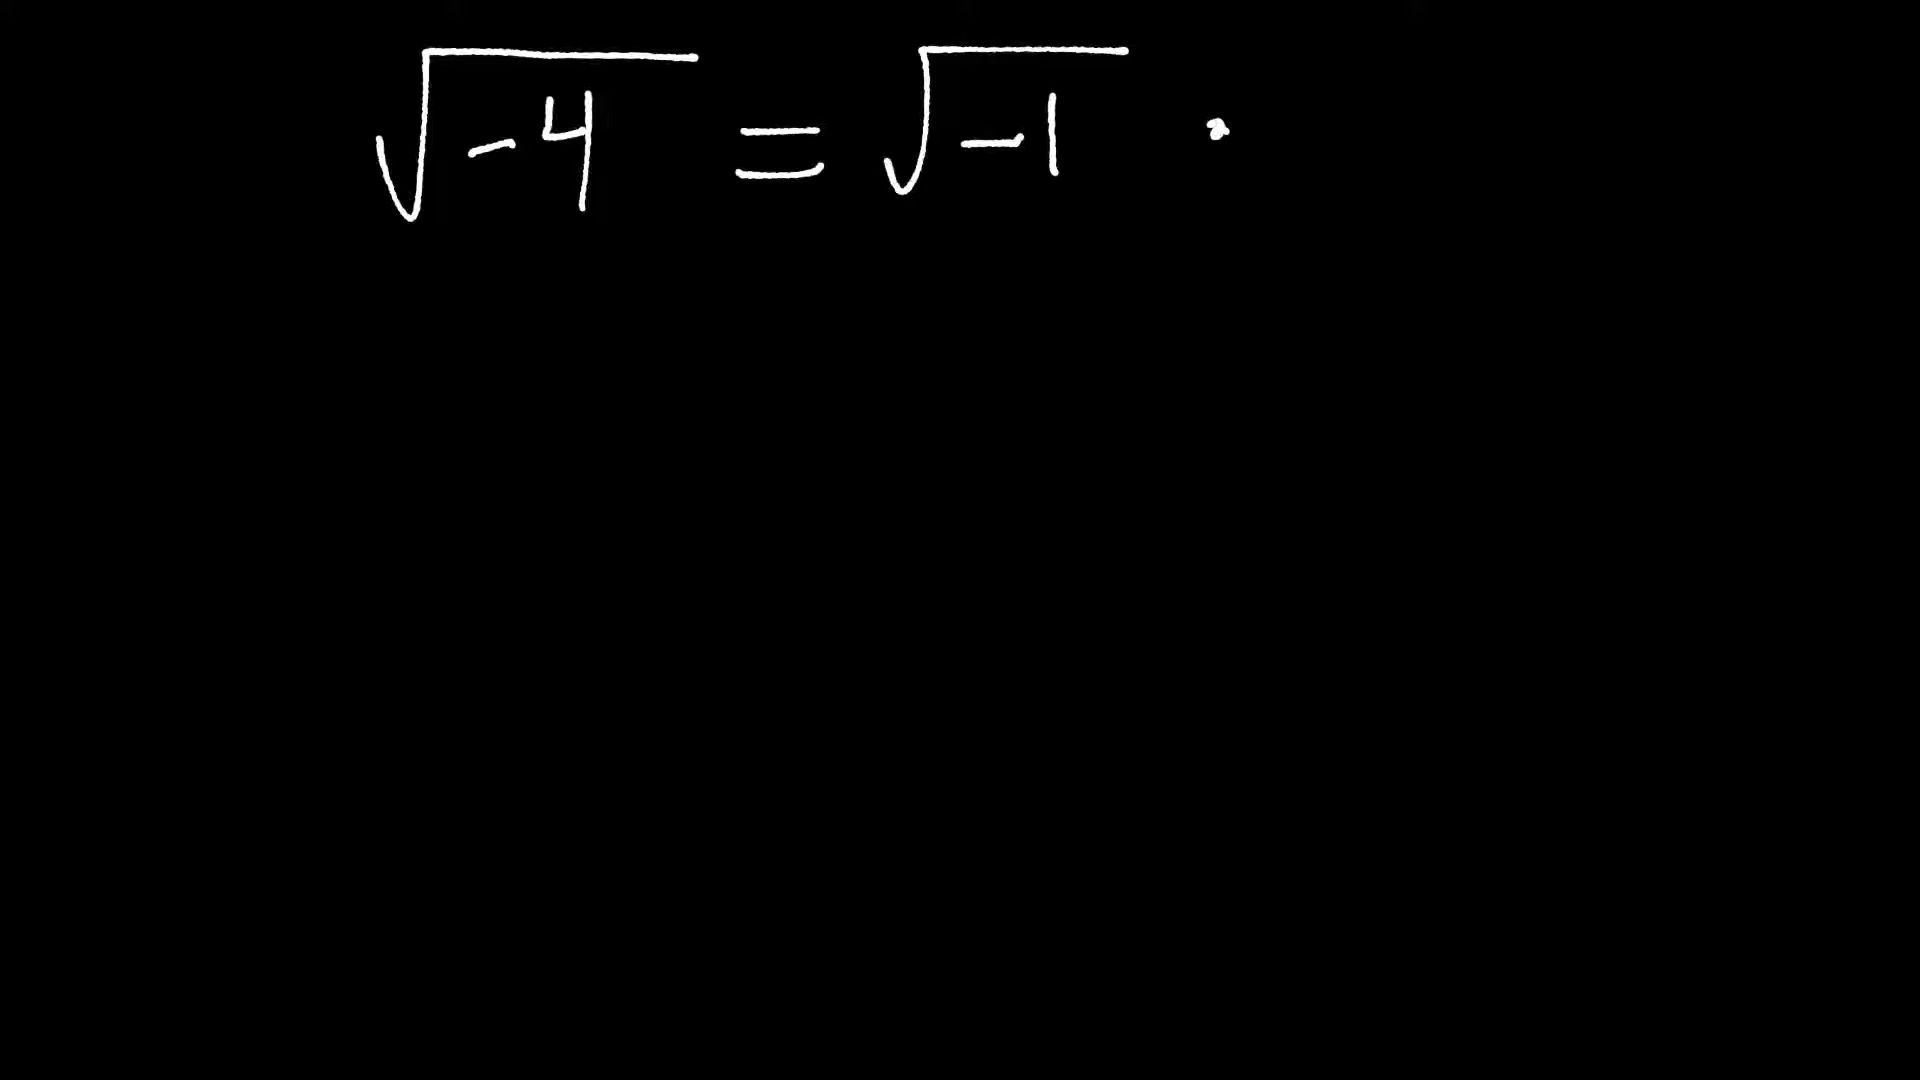 √-4 = √-1 ·